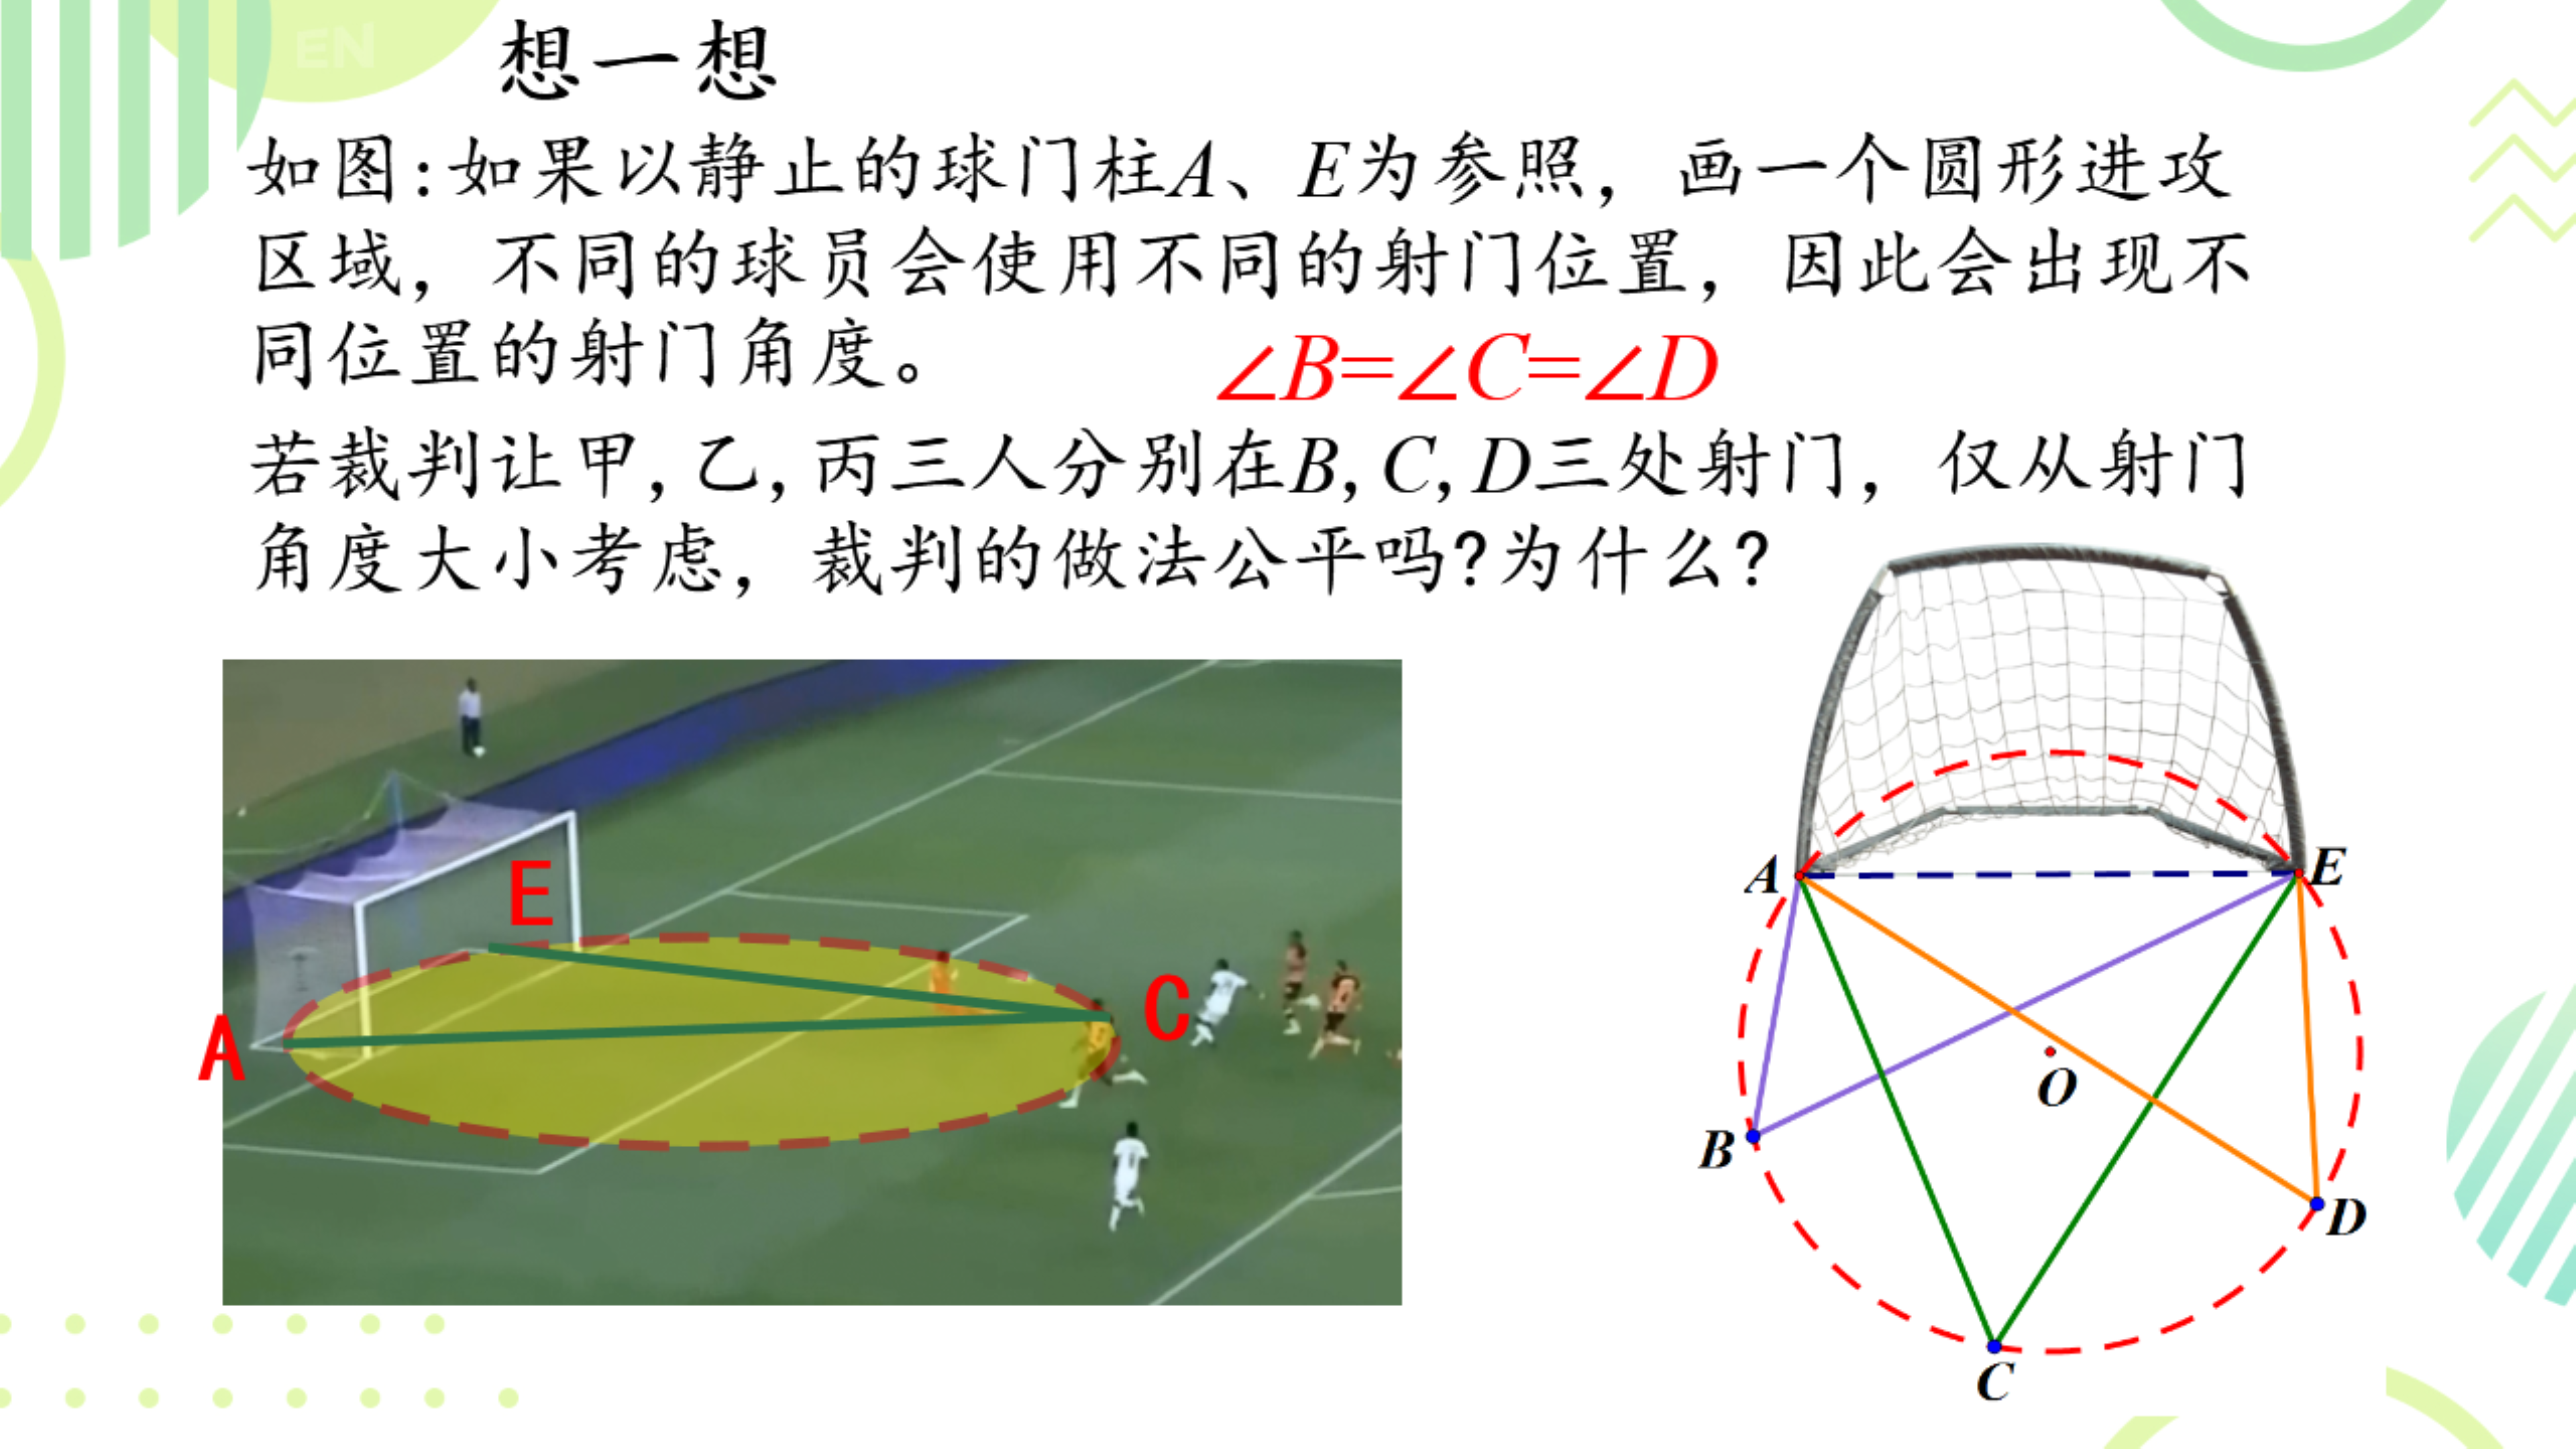 EN
想一想
如图:如果以静止的球门柱A、E为参照，画一个圆形进攻
区域，不同的球员会使用不同的射门位置，因此会出现不
同位置的射门角度。
∠B=∠C=∠D
若裁判让甲,乙,丙三人分别在B,C,D三处射门，仅从射门
角度大小考虑，裁判的做法公平吗?为什么?
E
A
C
A
E
O
B
D
C